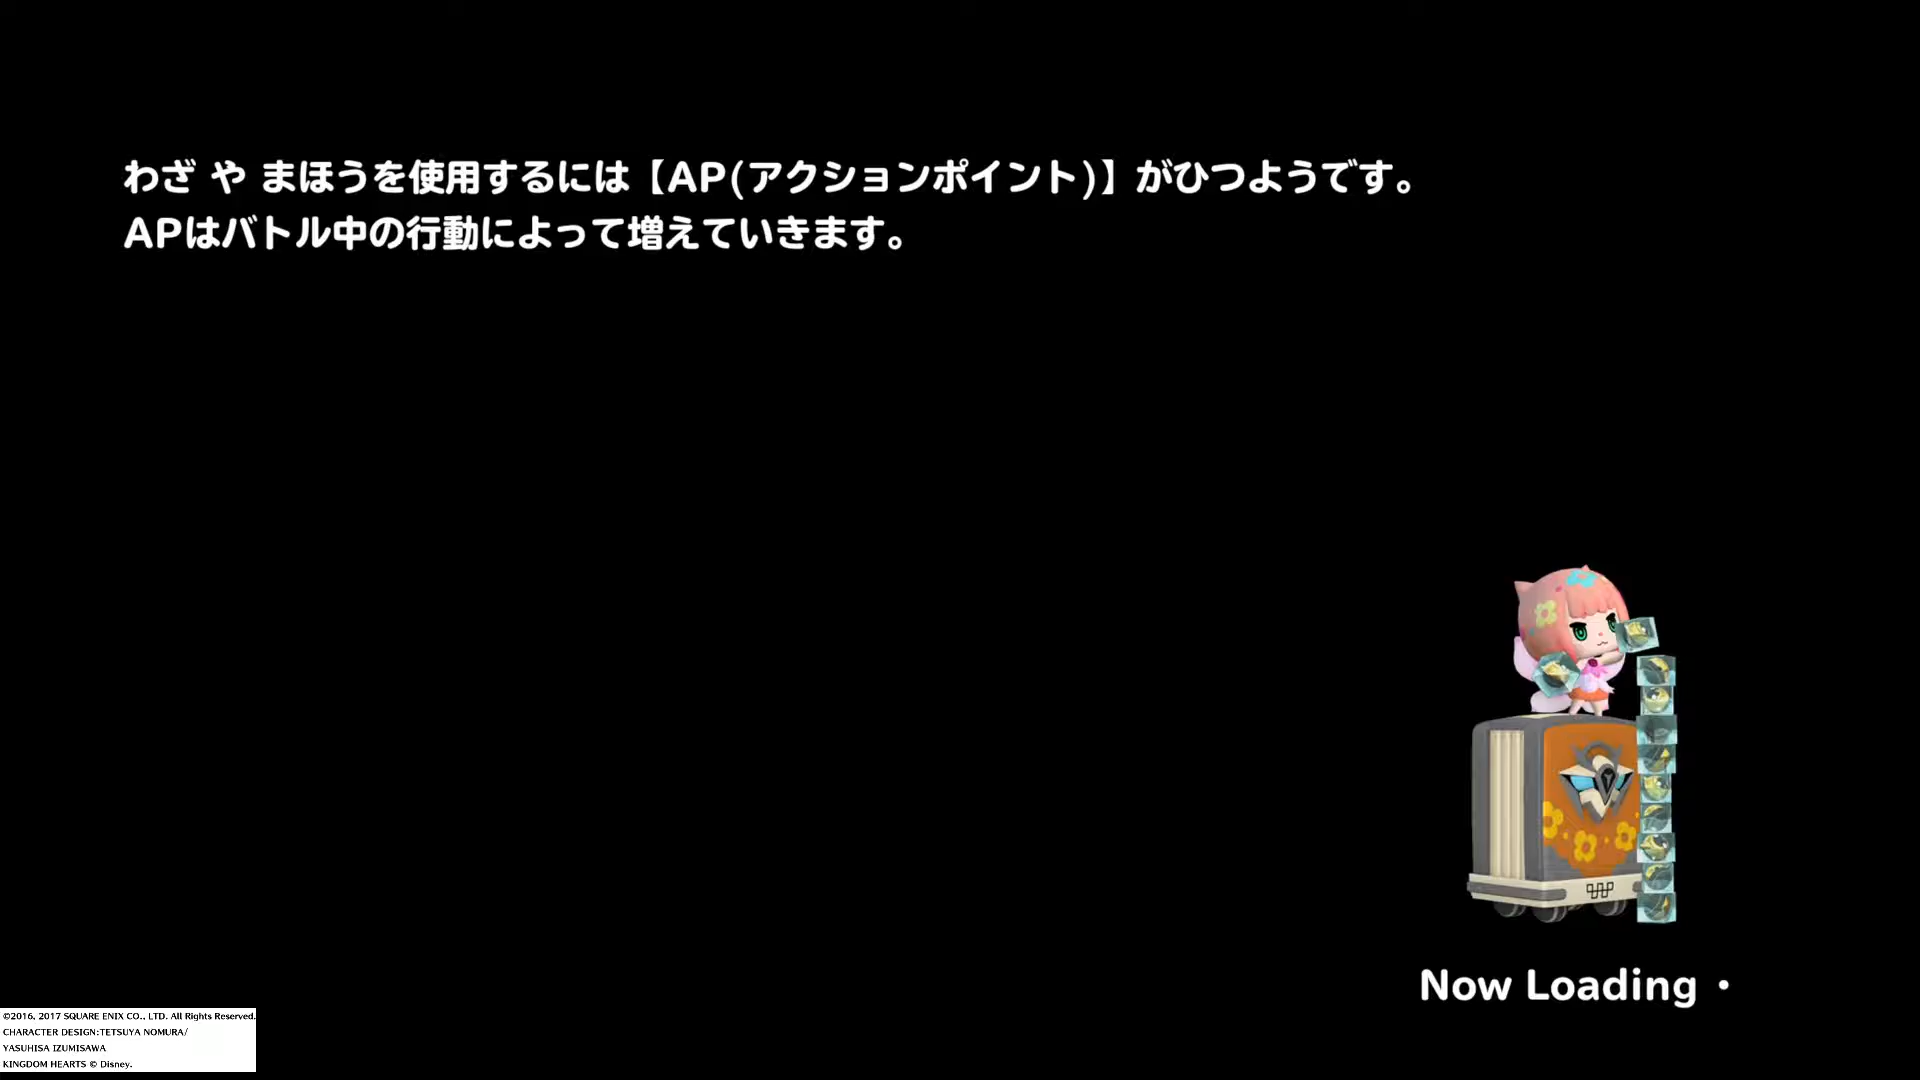 わざ や まほうを使用するには【AP(アクションポイント)】がひつようです。
APはバトル中の行動によって増えていきます。
Now Loading ・
©2016, 2017 SQUARE ENIX CO., LTD. All Rights Reserved.
CHARACTER DESIGN:TETSUYA NOMURA/
YASUHISA IZUMISAWA
KINGDOM HEARTS © Disney.